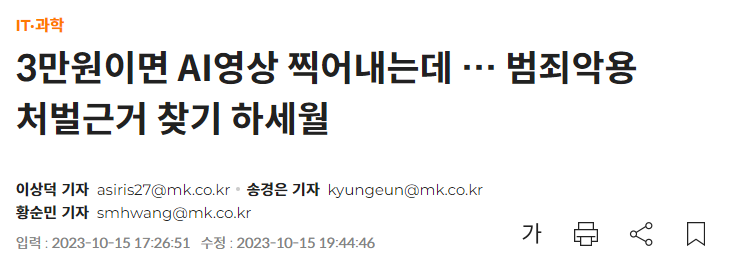 IT·과학
3만원이면 AI영상 찍어내는데 … 범죄악용
처벌근거 찾기 하세월
이상덕 기자 asiris27@mk.co.kr • 송경은 기자 kyungeun@mk.co.kr
황순민 기자 smhwang@mk.co.kr
입력 : 2023-10-15 17:26:51 수정 : 2023-10-15 19:44:46
가